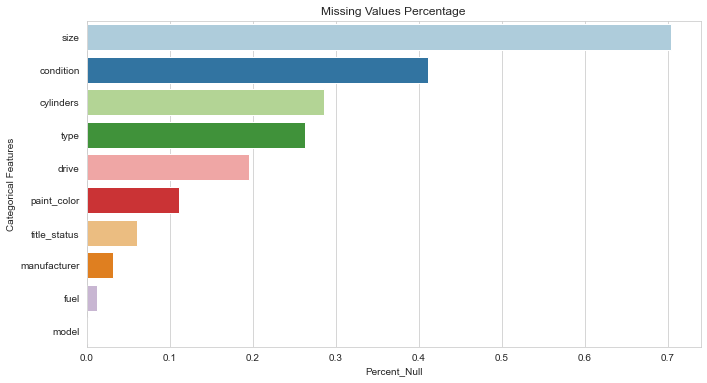 Missing Values Percentage
Categorical Features
size
condition
cylinders
type
drive
paint_color
title_status
manufacturer
fuel
model
0.0 0.1 0.2 0.3 0.4 0.5 0.6 0.7
Percent_Null